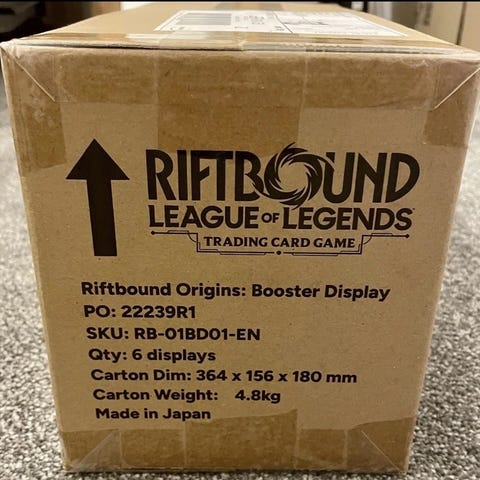 RIFTBOUND
LEAGUE OF LEGENDS
TRADING CARD GAME
Riftbound Origins: Booster Display
PO: 22239R1
SKU: RB-01BD01-EN
Qty: 6 displays
Carton Dim: 364 x 156 x 180 mm
Carton Weight: 4.8kg
Made in Japan